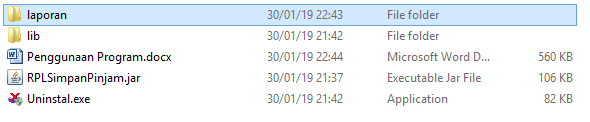 laporan 30/01/19 22:43 File folder
lib 30/01/19 21:42 File folder
Penggunaan Program.docx 30/01/19 22:44 Microsoft Word D... 560 KB
RPLSimpanPinjam.jar 30/01/19 21:37 Executable Jar File 106 KB
Uninstal.exe 30/01/19 21:42 Application 82 KB